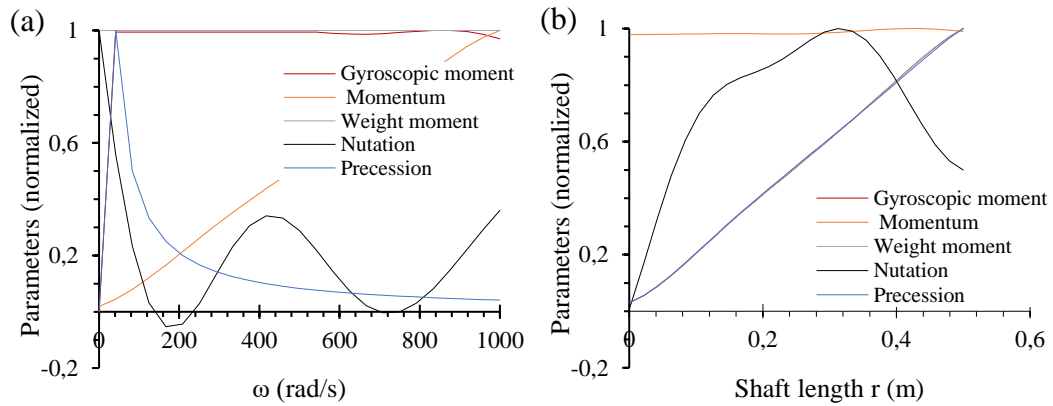 (a)
Parameters (normalized)
1
0,6
0,2
-0,2
0
200
400
600
800
1000
ω (rad/s)
Gyroscopic moment
Momentum
Weight moment
Nutation
Precession
(b)
Parameters (normalized)
1
0,6
0,2
-0,2
0
0,2
0,4
0,6
Shaft length r (m)
Gyroscopic moment
Momentum
Weight moment
Nutation
Precession